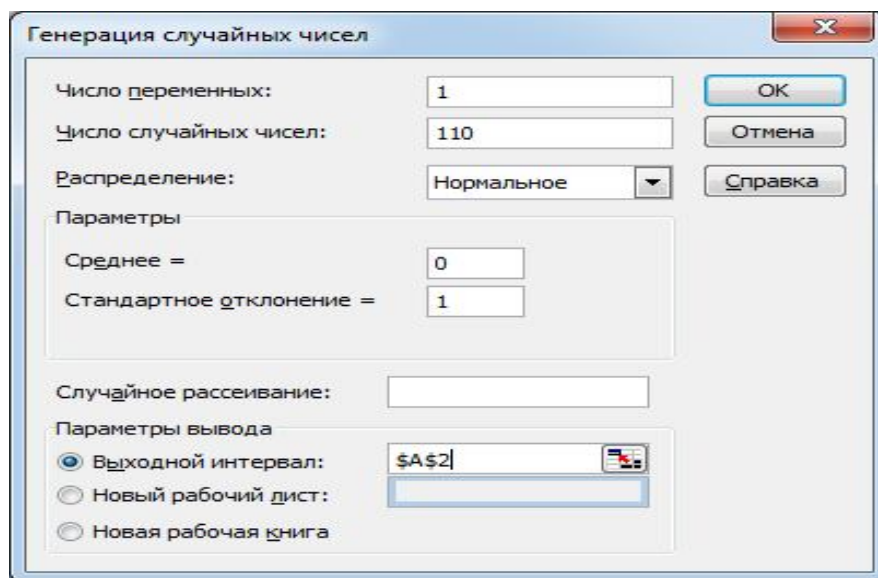 Генерация случайных чисел
Число переменных: 1 OK
Число случайных чисел: 110 Отмена
Распределение: Нормальное Справка
Параметры
Среднее = 0
Стандартное отклонение = 1
Случайное рассеивание:
Параметры вывода
Выходной интервал: $A$2
Новый рабочий лист:
Новая рабочая книга